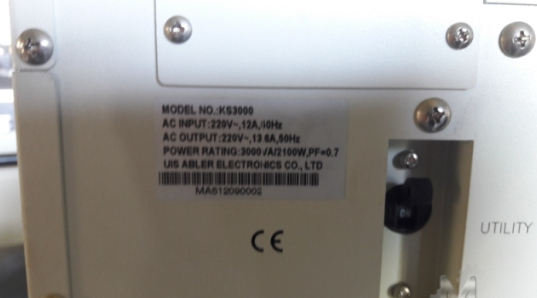 MODEL NO.:KS3000
AC INPUT:220V~,12A,50Hz
AC OUTPUT:220V~,13.6A,50Hz
POWER RATING:3000VA/2100W,PF=0.7
UIS ABLER ELECTRONICS CO., LTD
MA512090002
CE
UTILITY